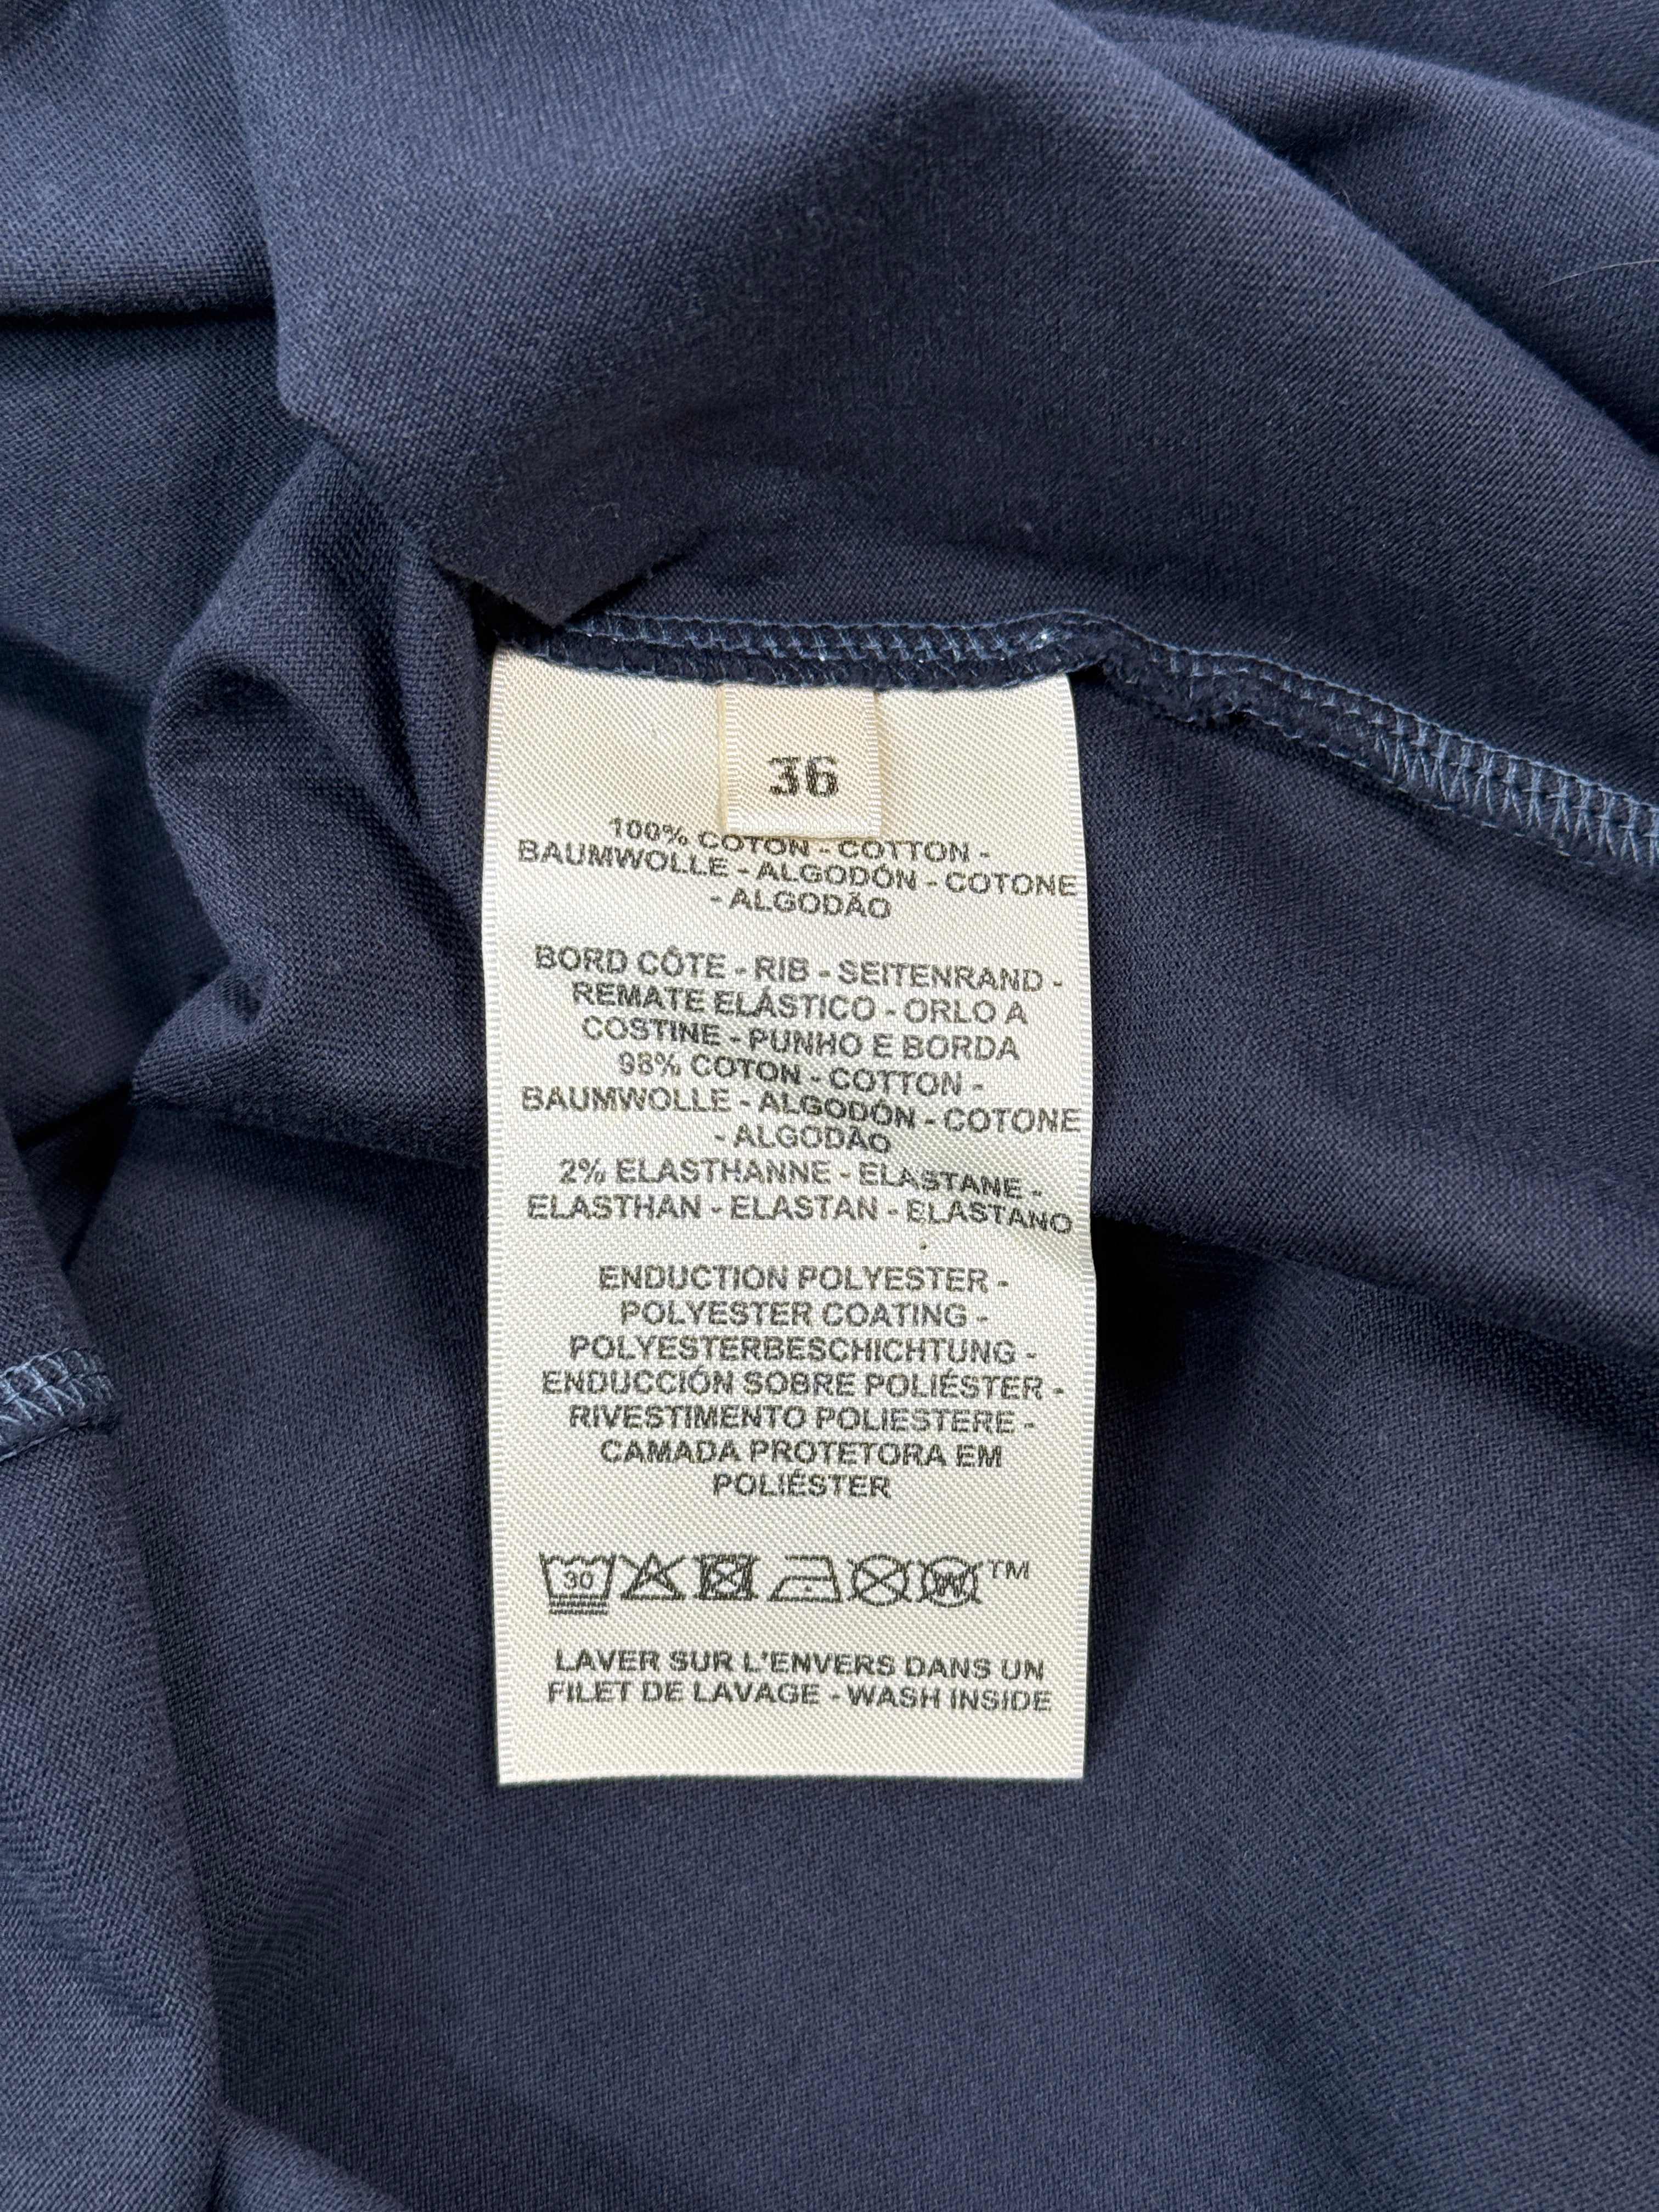 36
100% COTON - COTTON -
BAUMWOLLE - ALGODÓN - COTONE
- ALGODÃO
BORD CÔTE - RIB - SEITENRAND -
REMATE ELÁSTICO - ORLO A
COSTINE - PUNHO E BORDA
98% COTON - COTTON -
BAUMWOLLE - ALGODÓN - COTONE
- ALGODÃO
2% ELASTHANNE - ELASTANE -
ELASTHAN - ELASTAN - ELASTANO
ENDUCTION POLYESTER -
POLYESTER COATING -
POLYESTERBESCHICHTUNG -
ENDUCCIÓN SOBRE POLIÉSTER -
RIVESTIMENTO POLIESTERE -
CAMADA PROTETORA EM
POLIÉSTER
30 W TM
LAVER SUR L'ENVERS DANS UN
FILET DE LAVAGE - WASH INSIDE